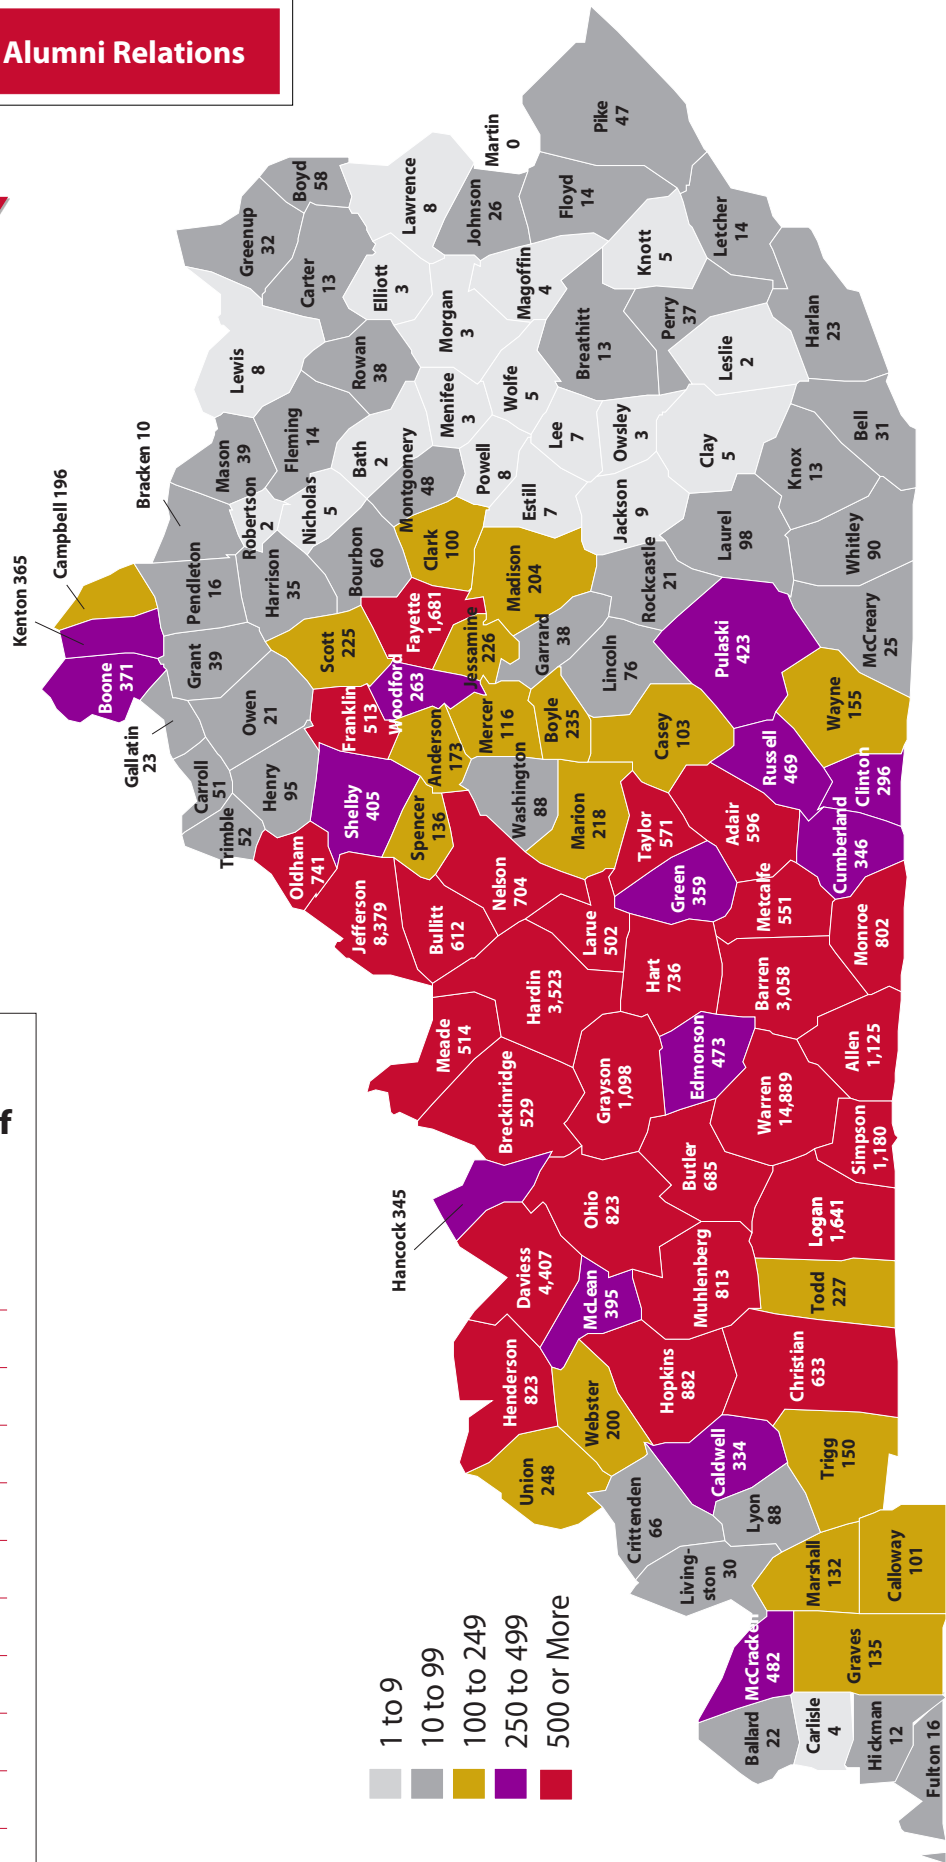 Alumni Relations
f
1 to 9
10 to 99
100 to 249
250 to 499
500 or More
Kenton 365
Campbell 196
Bracken 10
Boone
371
Gallatin
23
Grant
39
Pendleton
16
Carroll
51
Trimble
52
Owen
21
Henry
95
Harrison
35
Robertson
2
Mason
39
Lewis
8
Greenup
32
Boyd
58
Carter
13
Fleming
14
Rowan
38
Elliott
3
Lawrence
8
Nicholas
5
Bath
2
Bourbon
60
Scott
225
Oldham
741
Shelby
405
Franklin
513
Woodford
263
Fayette
1,681
Montgomery
48
Menifee
3
Morgan
3
Johnson
26
Martin
0
Jefferson
8,379
Spencer
136
Anderson
173
Jessamine
226
Clark
100
Powell
8
Wolfe
5
Magoffin
4
Floyd
14
Pike
47
Bullitt
612
Nelson
704
Washington
88
Mercer
116
Boyle
235
Garrard
38
Madison
204
Estill
7
Lee
7
Breathitt
13
Knott
5
Meade
514
Hardin
3,523
Larue
502
Marion
218
Casey
103
Lincoln
76
Rockcastle
21
Jackson
9
Owsley
3
Perry
37
Letcher
14
Breckinridge
529
Grayson
1,098
Hart
736
Green
359
Taylor
571
Adair
596
Russell
469
Pulaski
423
Laurel
98
Clay
5
Leslie
2
Harlan
23
Hancock 345
Daviess
4,407
Ohio
823
Butler
685
Edmonson
473
Barren
3,058
Metcalfe
551
Cumberland
346
Clinton
296
Wayne
155
McCreary
25
Whitley
90
Knox
13
Bell
31
Henderson
823
McLean
395
Muhlenberg
813
Warren
14,889
Allen
1,125
Monroe
802
Union
248
Webster
200
Hopkins
882
Logan
1,641
Simpson
1,180
Crittenden
66
Caldwell
334
Christian
633
Todd
227
Living-
ston
30
Lyon
88
Trigg
150
McCracken
482
Marshall
132
Calloway
101
Ballard
22
Carlisle
4
Graves
135
Hickman
12
Fulton 16